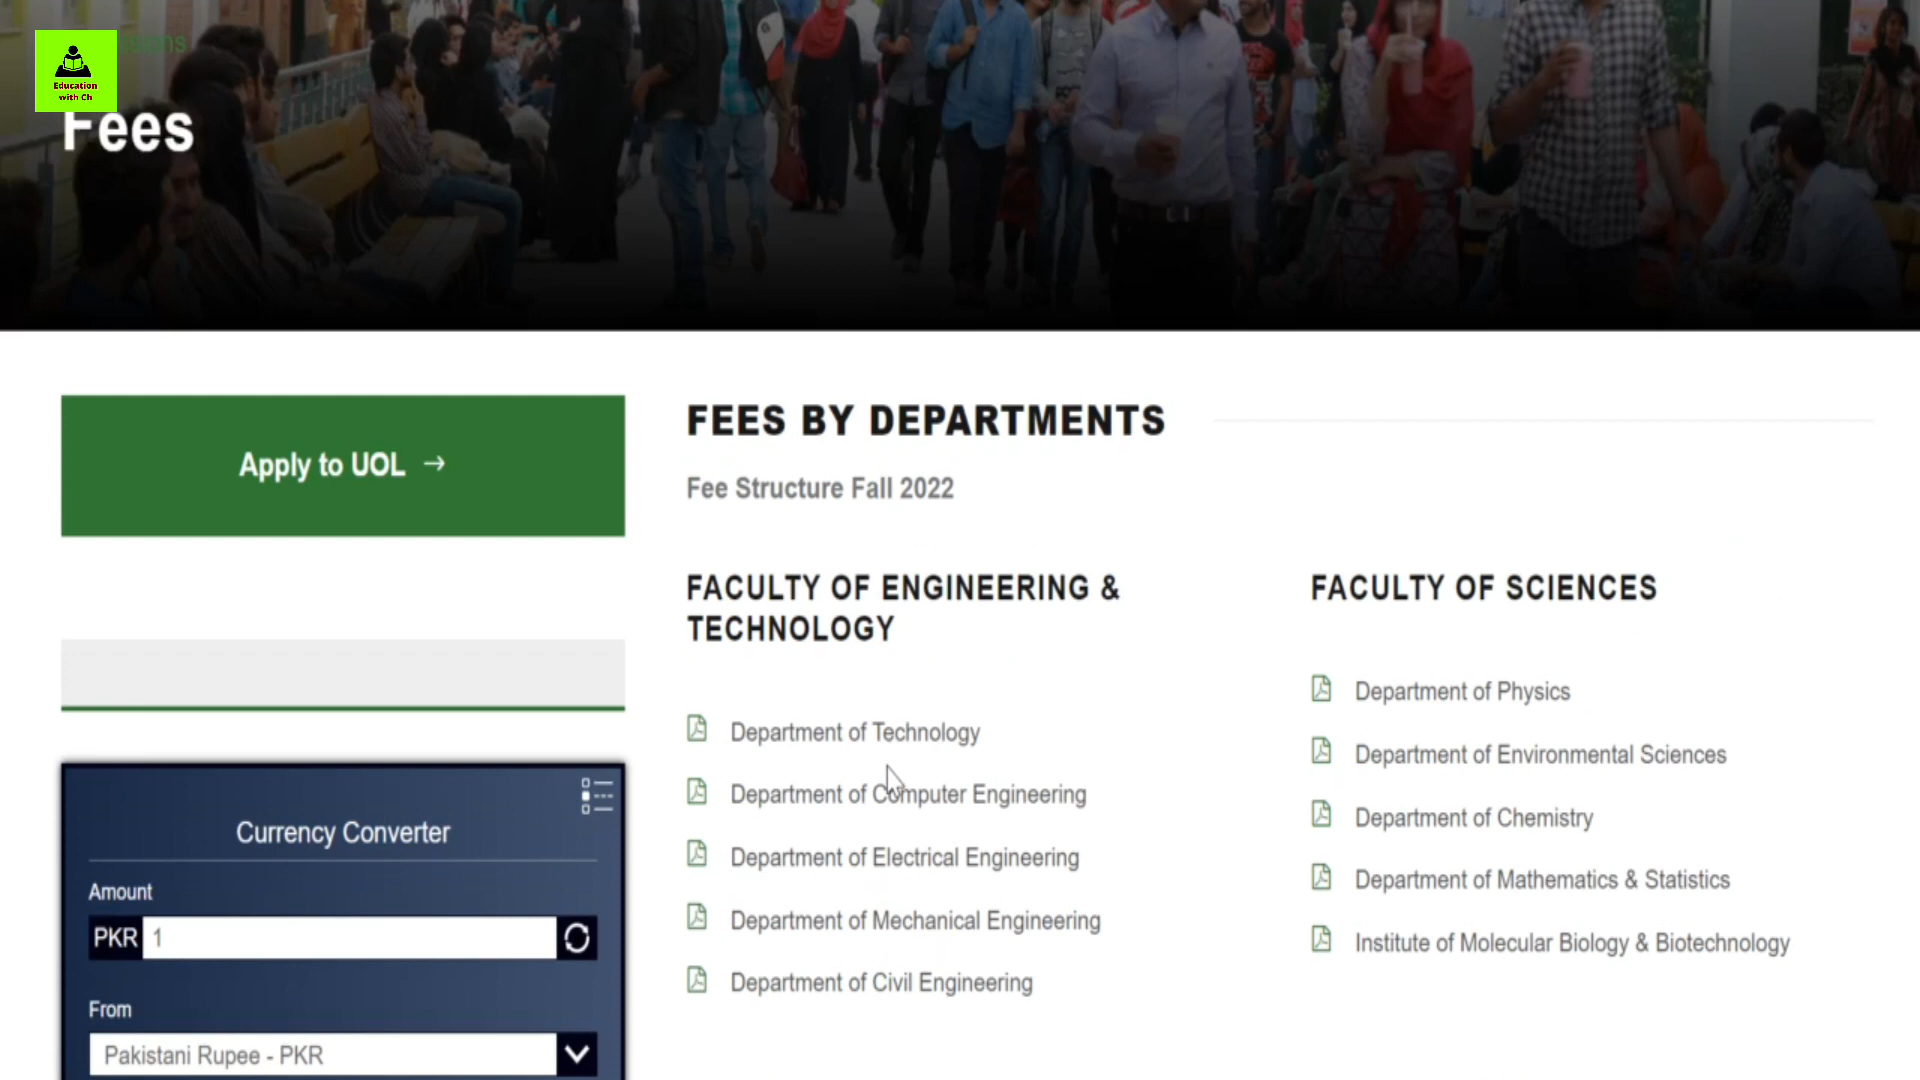 Education
with Ch
Fees
Apply to UOL →
FEES BY DEPARTMENTS
Fee Structure Fall 2022
FACULTY OF ENGINEERING &
TECHNOLOGY
Department of Technology
Department of Computer Engineering
Department of Electrical Engineering
Department of Mechanical Engineering
Department of Civil Engineering
FACULTY OF SCIENCES
Department of Physics
Department of Environmental Sciences
Department of Chemistry
Department of Mathematics & Statistics
Institute of Molecular Biology & Biotechnology
Currency Converter
Amount
PKR 1
From
Pakistani Rupee - PKR